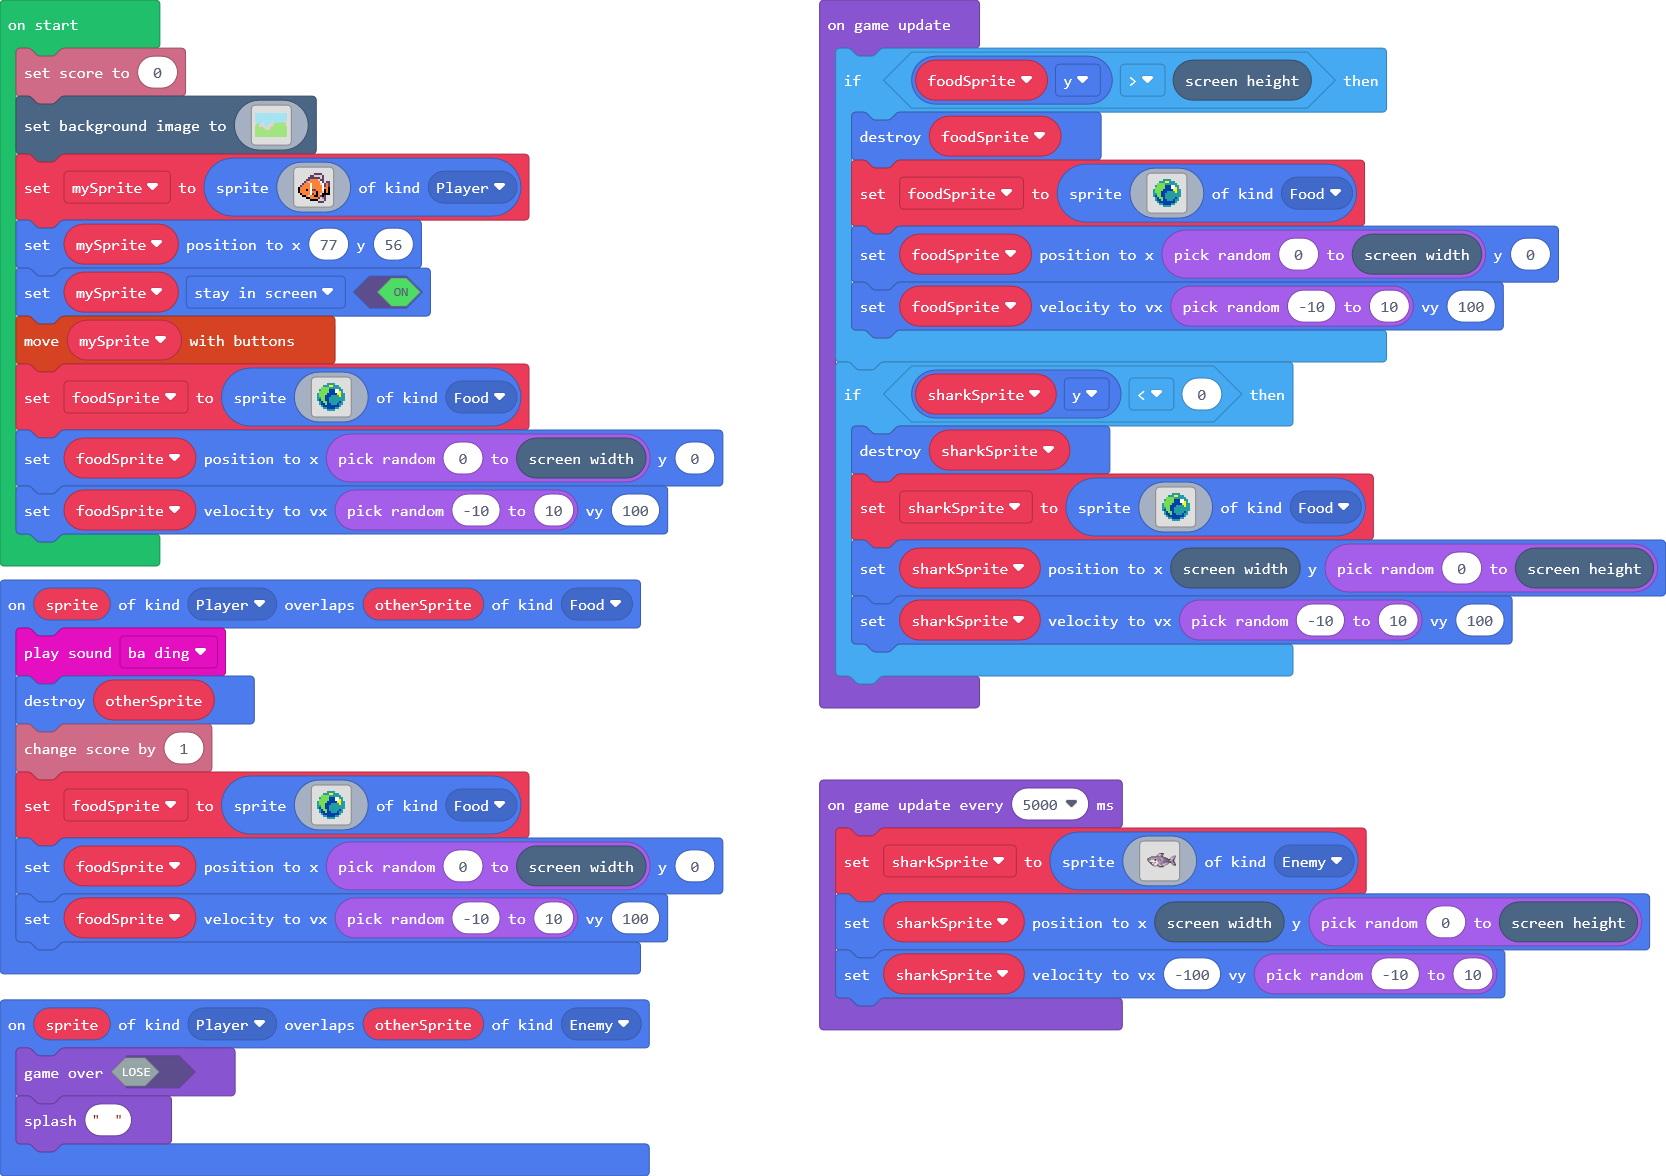 on start
set score to 0
set background image to
set mySprite to sprite of kind Player
set mySprite position to x 77 y 56
set mySprite stay in screen ON
move mySprite with buttons
set foodSprite to sprite of kind Food
set foodSprite position to x pick random 0 to screen width y 0
set foodSprite velocity to vx pick random -10 to 10 vy 100
on sprite of kind Player overlaps otherSprite of kind Food
play sound ba ding
destroy otherSprite
change score by 1
set foodSprite to sprite of kind Food
set foodSprite position to x pick random 0 to screen width y 0
set foodSprite velocity to vx pick random -10 to 10 vy 100
on sprite of kind Player overlaps otherSprite of kind Enemy
game over LOSE
splash " "
on game update
if foodSprite y > screen height then
destroy foodSprite
set foodSprite to sprite of kind Food
set foodSprite position to x pick random 0 to screen width y 0
set foodSprite velocity to vx pick random -10 to 10 vy 100
if sharkSprite y < 0 then
destroy sharkSprite
set sharkSprite to sprite of kind Food
set sharkSprite position to x screen width y pick random 0 to screen height
set sharkSprite velocity to vx pick random -10 to 10 vy 100
on game update every 5000 ms
set sharkSprite to sprite of kind Enemy
set sharkSprite position to x screen width y pick random 0 to screen height
set sharkSprite velocity to vx -100 vy pick random -10 to 10